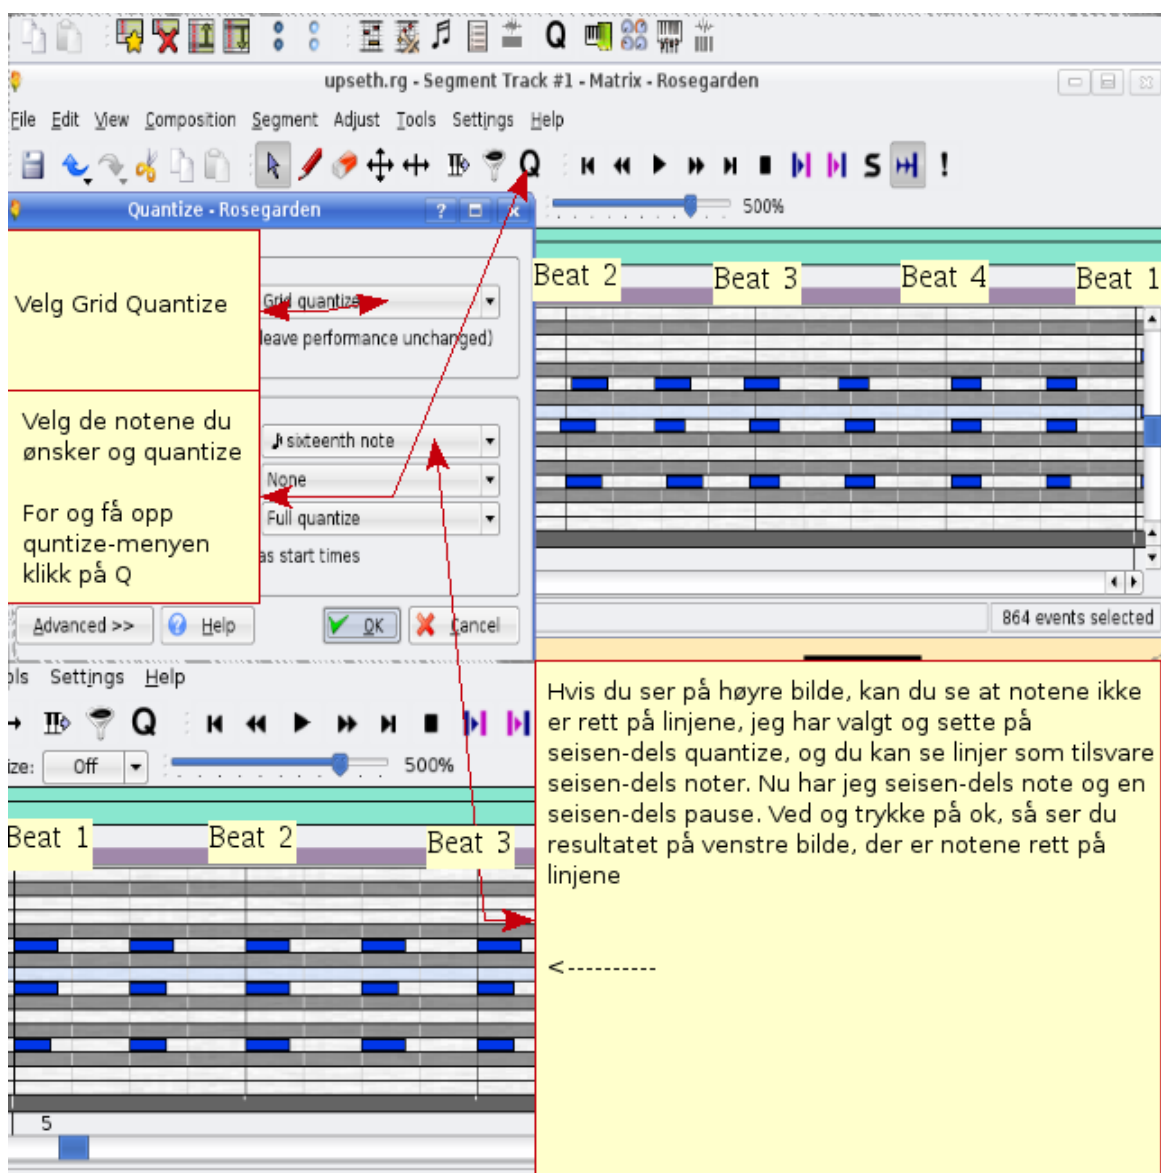 Q
upseth.rg - Segment Track #1 - Matrix - Rosegarden
File Edit View Composition Segment Adjust Tools Settings Help
Q S !
Quantize - Rosegarden ?
500%
Velg Grid Quantize
Grid quantize
leave performance unchanged)
Velg de notene du
ønsker og quantize
For og få opp
quntize-menyen
klikk på Q
sixteenth note
None
Full quantize
as start times
Advanced >> Help OK Cancel
Beat 2 Beat 3 Beat 4 Beat 1
864 events selected
ols Settings Help
Q
ize: Off 500%
Beat 1 Beat 2 Beat 3
5
Hvis du ser på høyre bilde, kan du se at notene ikke
er rett på linjene, jeg har valgt og sette på
seisen-dels quantize, og du kan se linjer som tilsvare
seisen-dels noter. Nu har jeg seisen-dels note og en
seisen-dels pause. Ved og trykke på ok, så ser du
resultatet på venstre bilde, der er notene rett på
linjene
<----------